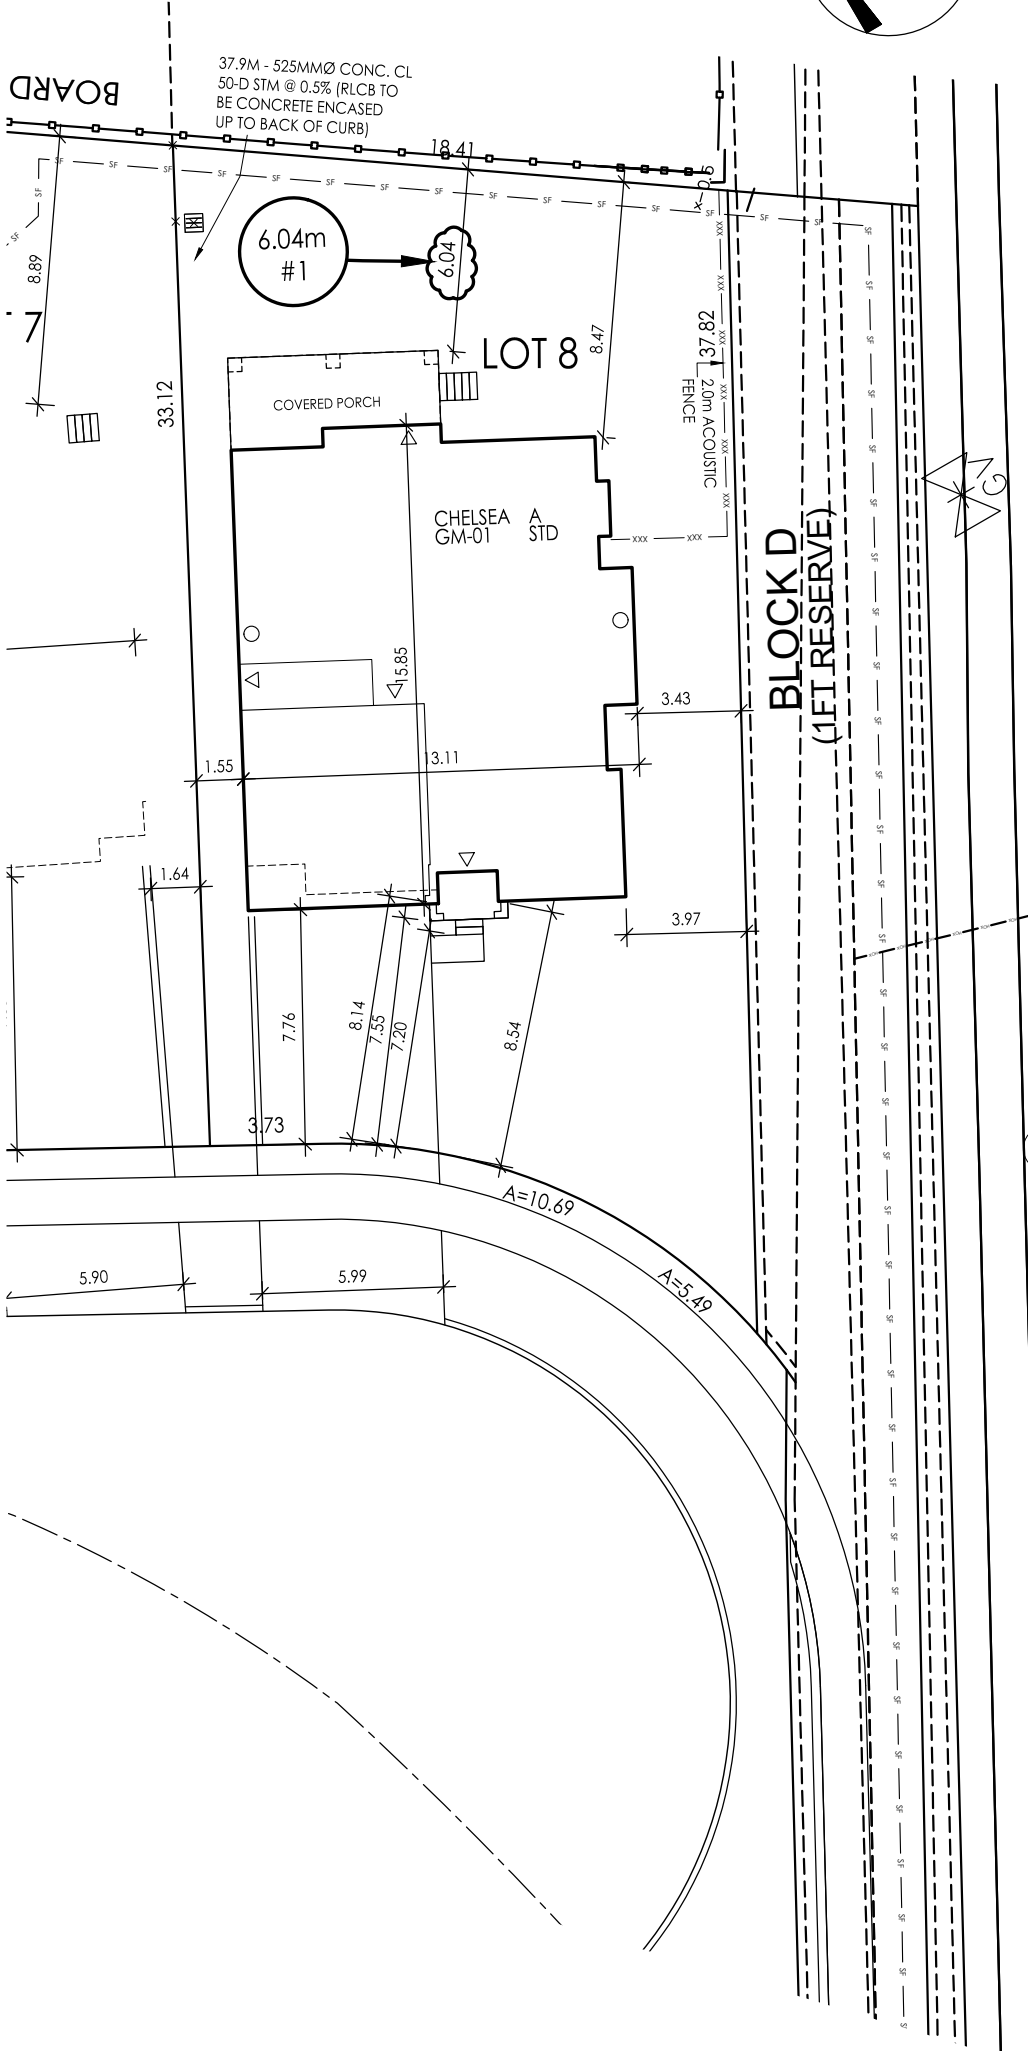 BOARD
37.9M - 525MMØ CONC. CL
50-D STM @ 0.5% (RLCB TO
BE CONCRETE ENCASED
UP TO BACK OF CURB)
18.41
6.04m
#1
6.04
8.89
7
LOT 8
8.47
37.82
2.0m ACOUSTIC
FENCE
33.12
COVERED PORCH
CHELSEA A
GM-01 STD
VG
BLOCK D
(1FT RESERVE)
15.85
3.43
1.55
13.11
1.64
3.97
7.76
8.14
7.55
7.20
8.54
3.73
A=10.69
A=5.49
5.90
5.99
SF
XXX